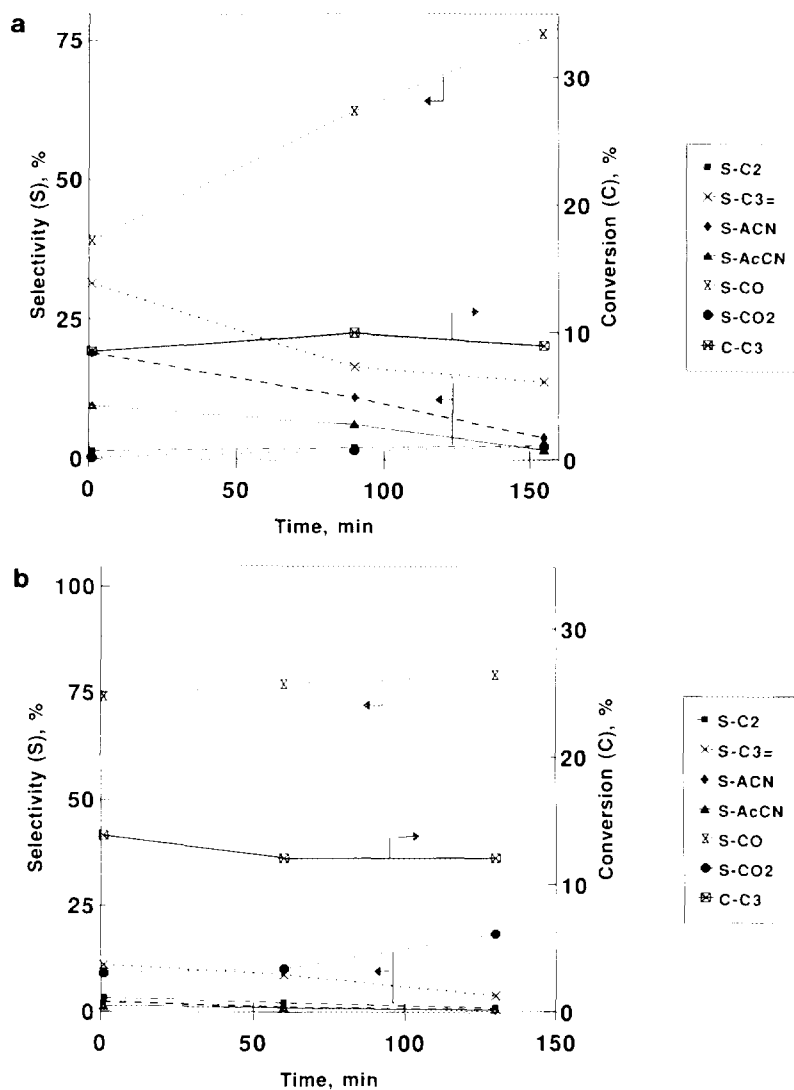 a
75
50
25
0
Selectivity (S), %
30
20
10
0
Conversion (C), %
0
50
100
150
Time, min
S-C2
S-C3=
S-ACN
S-AcCN
S-CO
S-CO2
C-C3
b
100
75
50
25
0
Selectivity (S), %
30
20
10
0
Conversion (C), %
0
50
100
150
Time, min
S-C2
S-C3=
S-ACN
S-AcCN
S-CO
S-CO2
C-C3